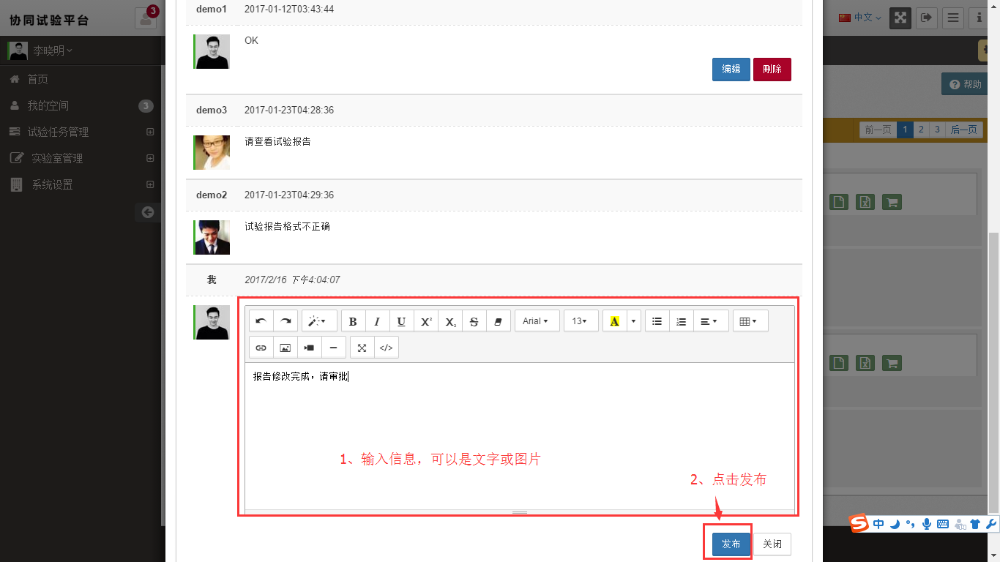 协同试验平台
3
李晓明
首页
我的空间
3
试验任务管理
实验室管理
系统设置
demo1
2017-01-12T03:43:44
OK
编辑
刪除
demo3
2017-01-23T04:28:36
请查看试验报告
demo2
2017-01-23T04:29:36
试验报告格式不正确
我
2017/2/16 下午4:04:07
B I U X² X₂ S Arial 13 A
</>
报告修改完成，请审批
1、输入信息，可以是文字或图片
2、点击发布
发布
关闭
中文
帮助
前一页 1 2 3 后一页
中